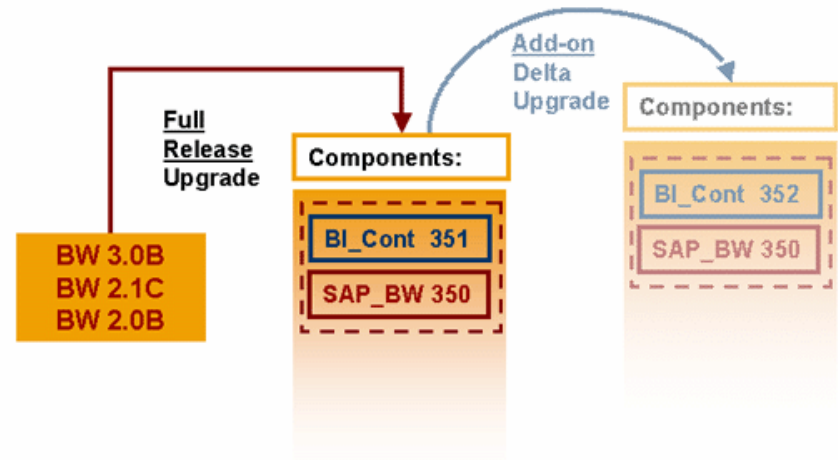 BW 3.0B
BW 2.1C
BW 2.0B
Full
Release
Upgrade
Components:
BI_Cont 351
SAP_BW 350
Add-on
Delta
Upgrade
Components:
BI_Cont 352
SAP_BW 350